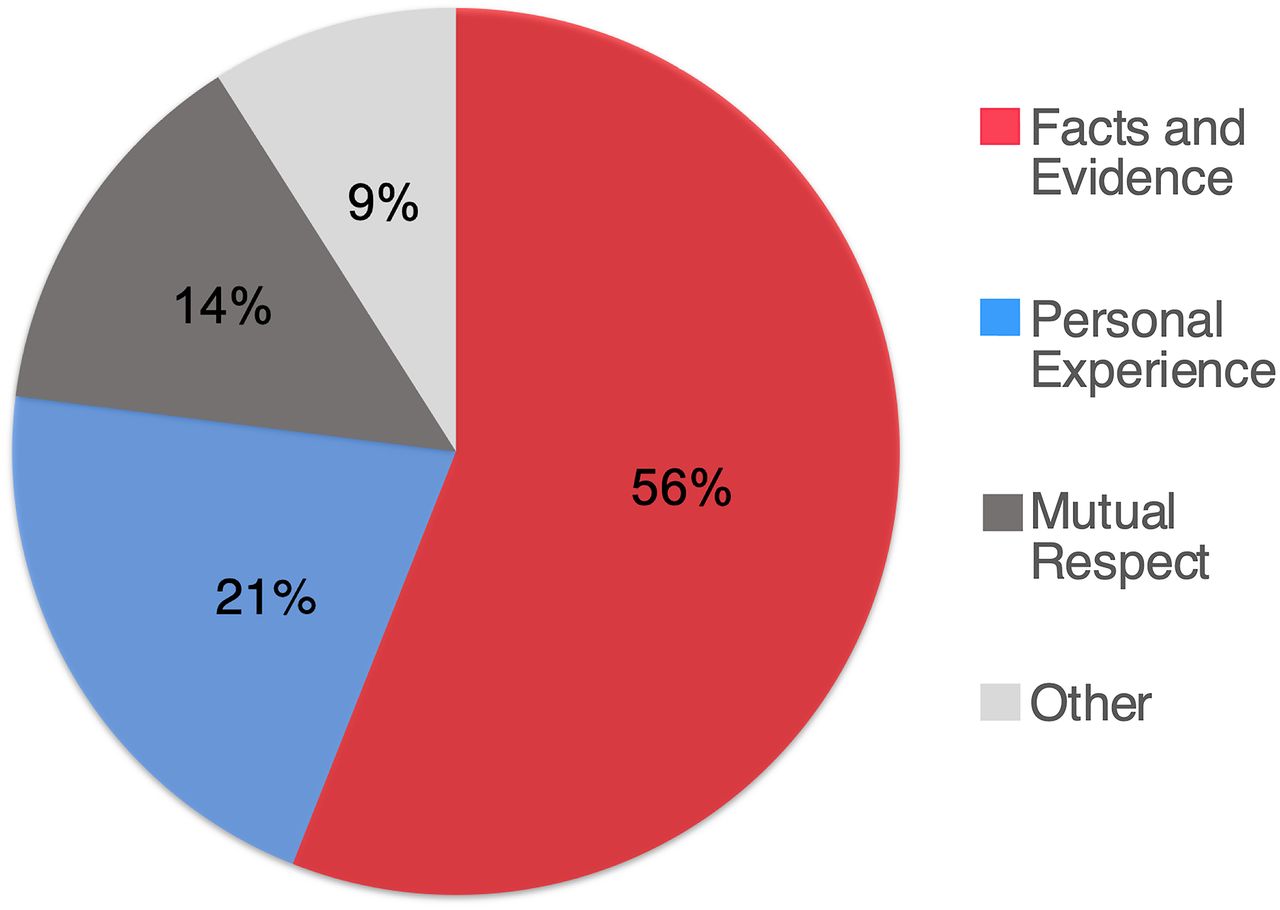 9%
14%
56%
21%
Facts and
Evidence
Personal
Experience
Mutual
Respect
Other